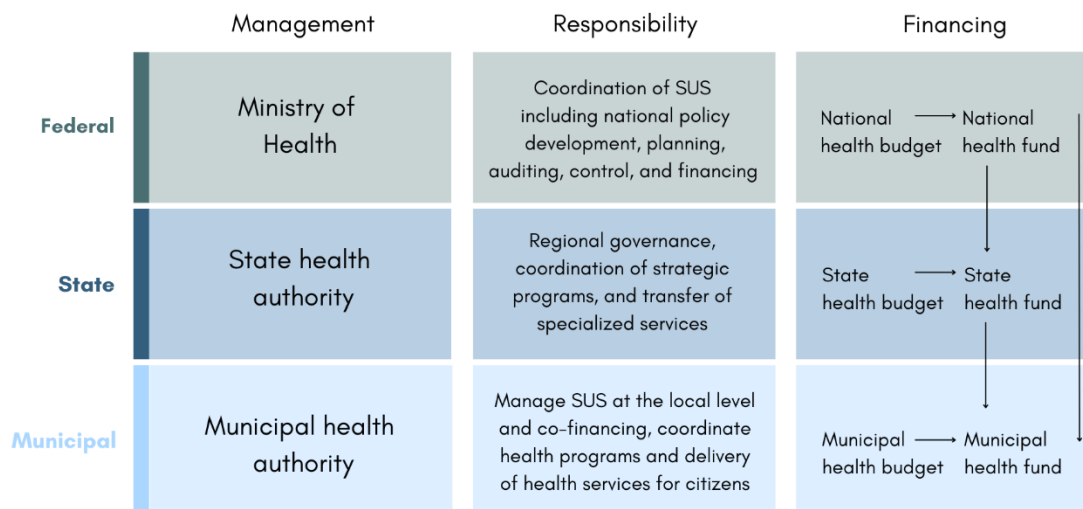 Management
Responsibility
Financing
Federal
Ministry of
Health
Coordination of SUS
including national policy
development, planning,
auditing, control, and financing
National
health budget
National
health fund
State
State health
authority
Regional governance,
coordination of strategic
programs, and transfer of
specialized services
State
health budget
State
health fund
Municipal
Municipal health
authority
Manage SUS at the local level
and co-financing, coordinate
health programs and delivery
of health services for citizens
Municipal
health budget
Municipal
health fund